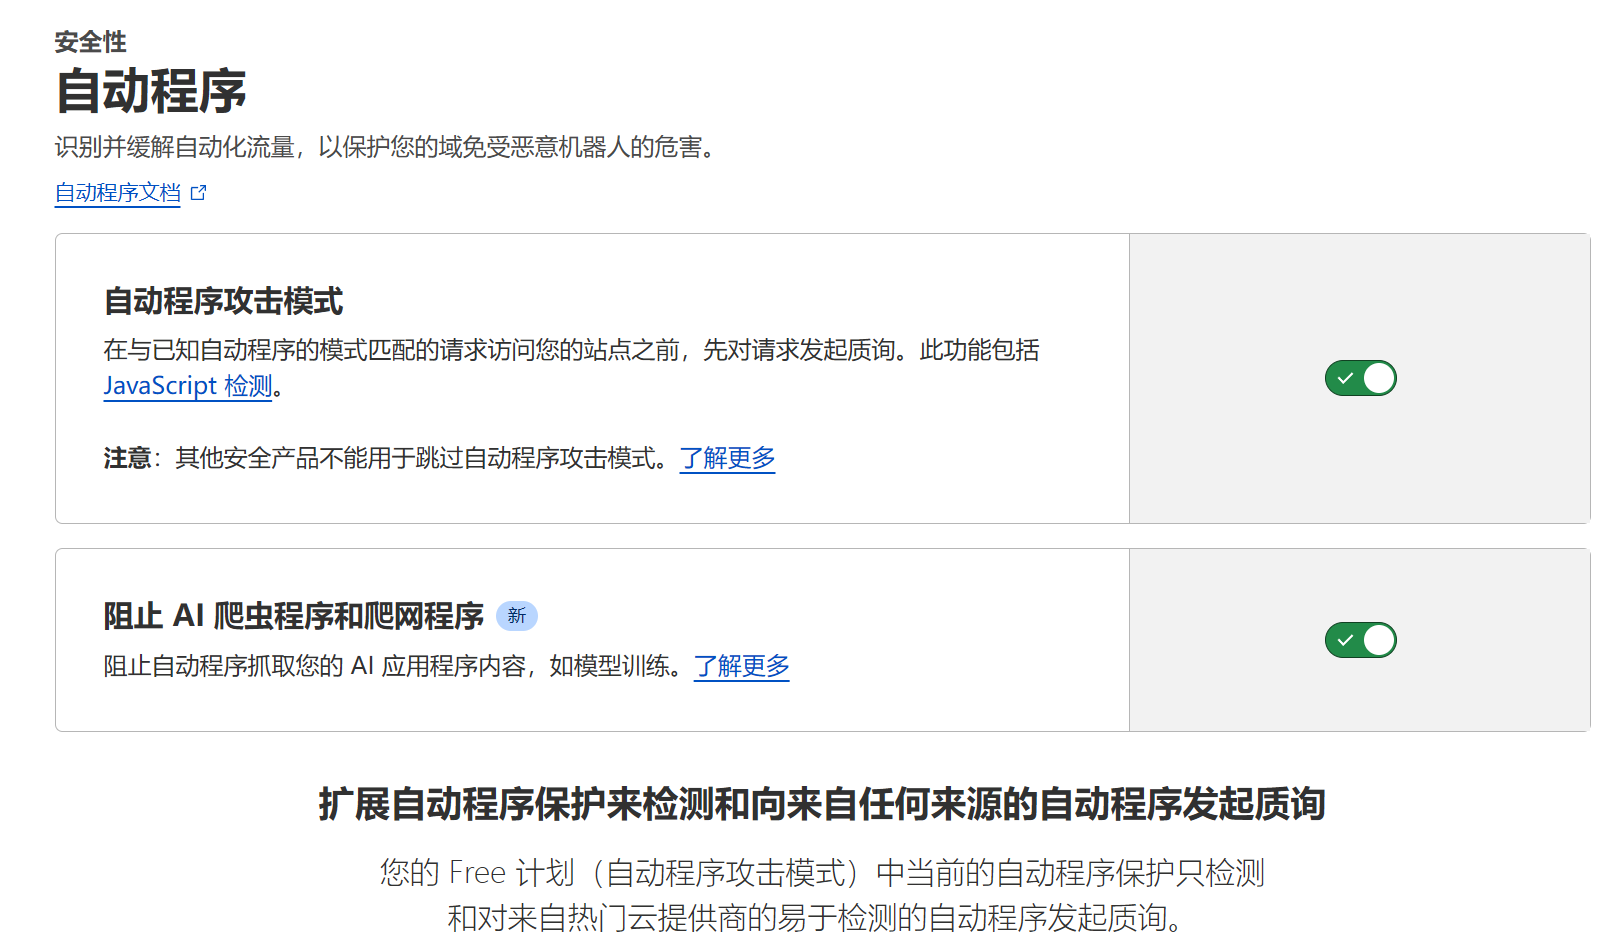 安全性
自动程序
识别并缓解自动化流量，以保护您的域免受恶意机器人的危害。
自动程序文档
自动程序攻击模式
在与已知自动程序的模式匹配的请求访问您的站点之前，先对请求发起质询。此功能包括
JavaScript 检测。
注意：其他安全产品不能用于跳过自动程序攻击模式。了解更多
阻止 AI 爬虫程序和爬网程序 新
阻止自动程序抓取您的 AI 应用程序内容，如模型训练。了解更多
扩展自动程序保护来检测和向来自任何来源的自动程序发起质询
您的 Free 计划（自动程序攻击模式）中当前的自动程序保护只检测
和对来自热门云提供商的易于检测的自动程序发起质询。